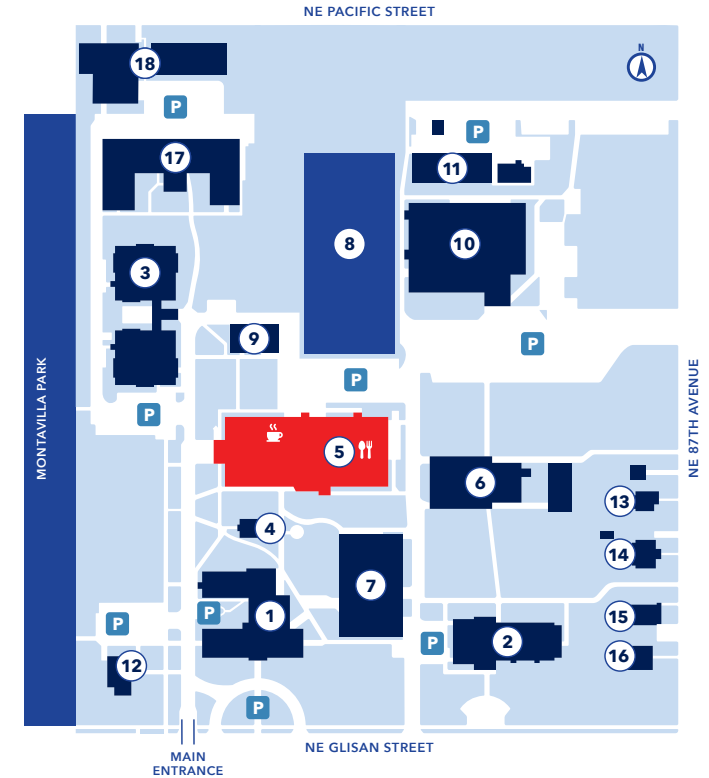 NE PACIFIC STREET
N
18
P
P
17
11
8
10
3
9
P
P
P
MONTAVILLA PARK
NE 87TH AVENUE
5
6
13
4
14
7
P
P
1
15
2
P
16
12
P
NE GLISAN STREET
MAIN
ENTRANCE